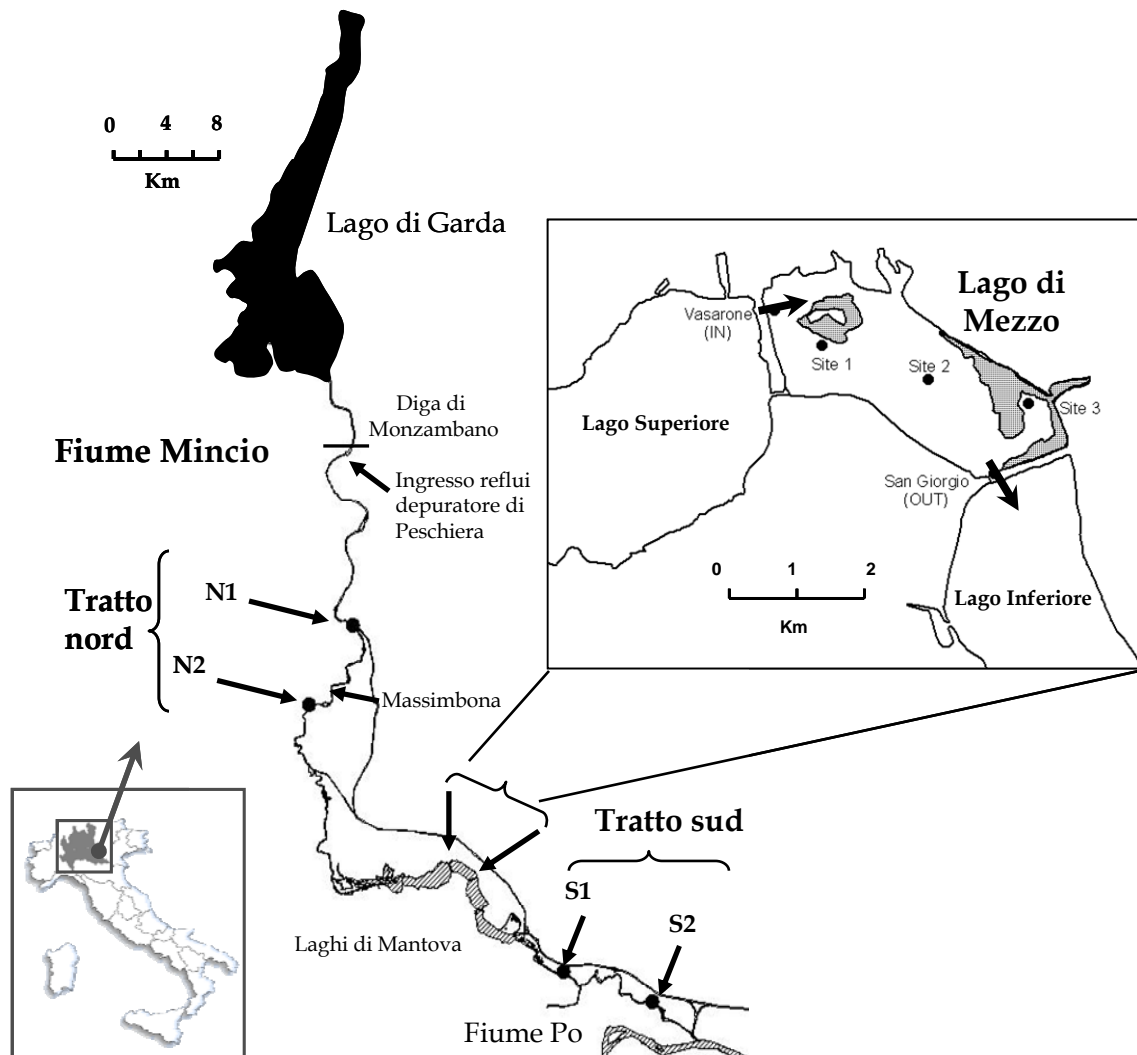 0 4 8
Km
Lago di Garda
Diga di
Monzambano
Fiume Mincio
Ingresso reflui
depuratore di
Peschiera
Tratto
nord
N1
N2
Massimbona
Lago di
Mezzo
Vasarone
(IN)
Site 1
Site 2
Site 3
Lago Superiore
San Giorgio
(OUT)
0 1 2
Km
Lago Inferiore
Tratto sud
S1
S2
Laghi di Mantova
Fiume Po